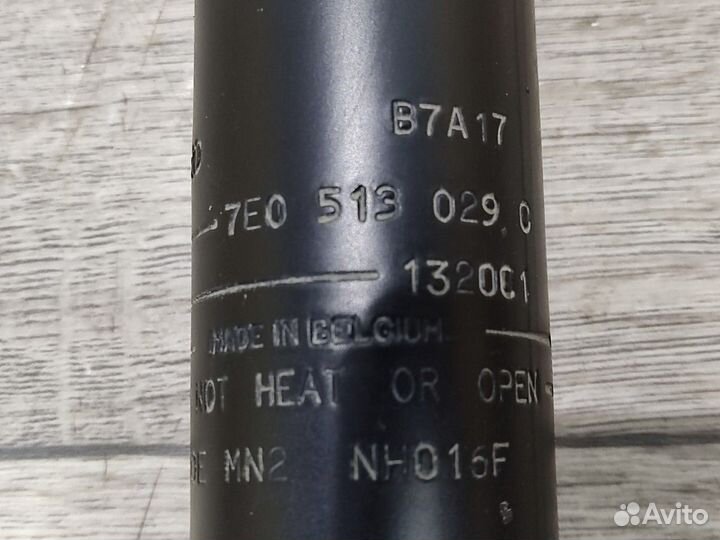 B7A17
7E0 513 029 C
132001
MADE IN BELGIUM
NOT HEAT OR OPEN
MN2 NH016F
Avito